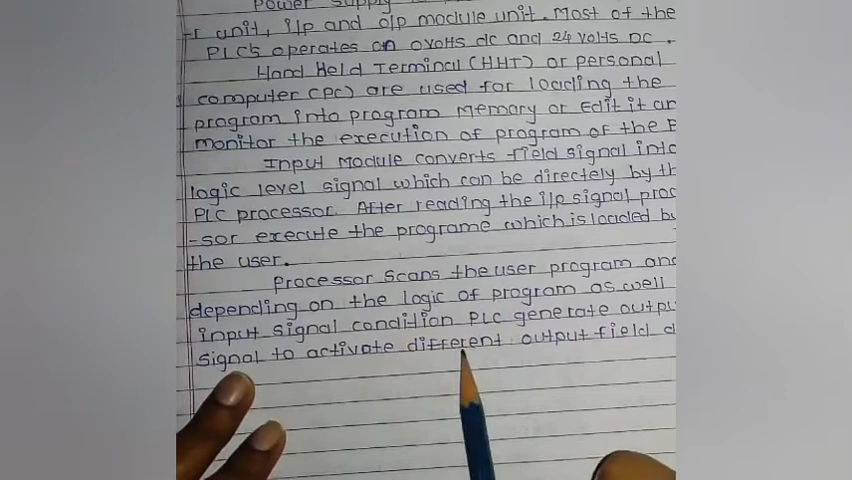 Power Supply
-r unit, i/p and o/p module unit. Most of the
PLC's operates on 0volts dc and 24 volts DC.
Hand Held Terminal (HHT) or personal
computer (PC) are used for loading the
program into program Memory or Edit it an
monitor the execution of program of the P
Input Module converts field signal into
logic level signal which can be directely by th
PLC processor. After reading the i/p signal proc
-sor execute the programe which is loaded bu
the user.
Processor Scans the user program and
depending on the logic of program as well
input signal condition PLC generate outpu
signal to activate different output field d